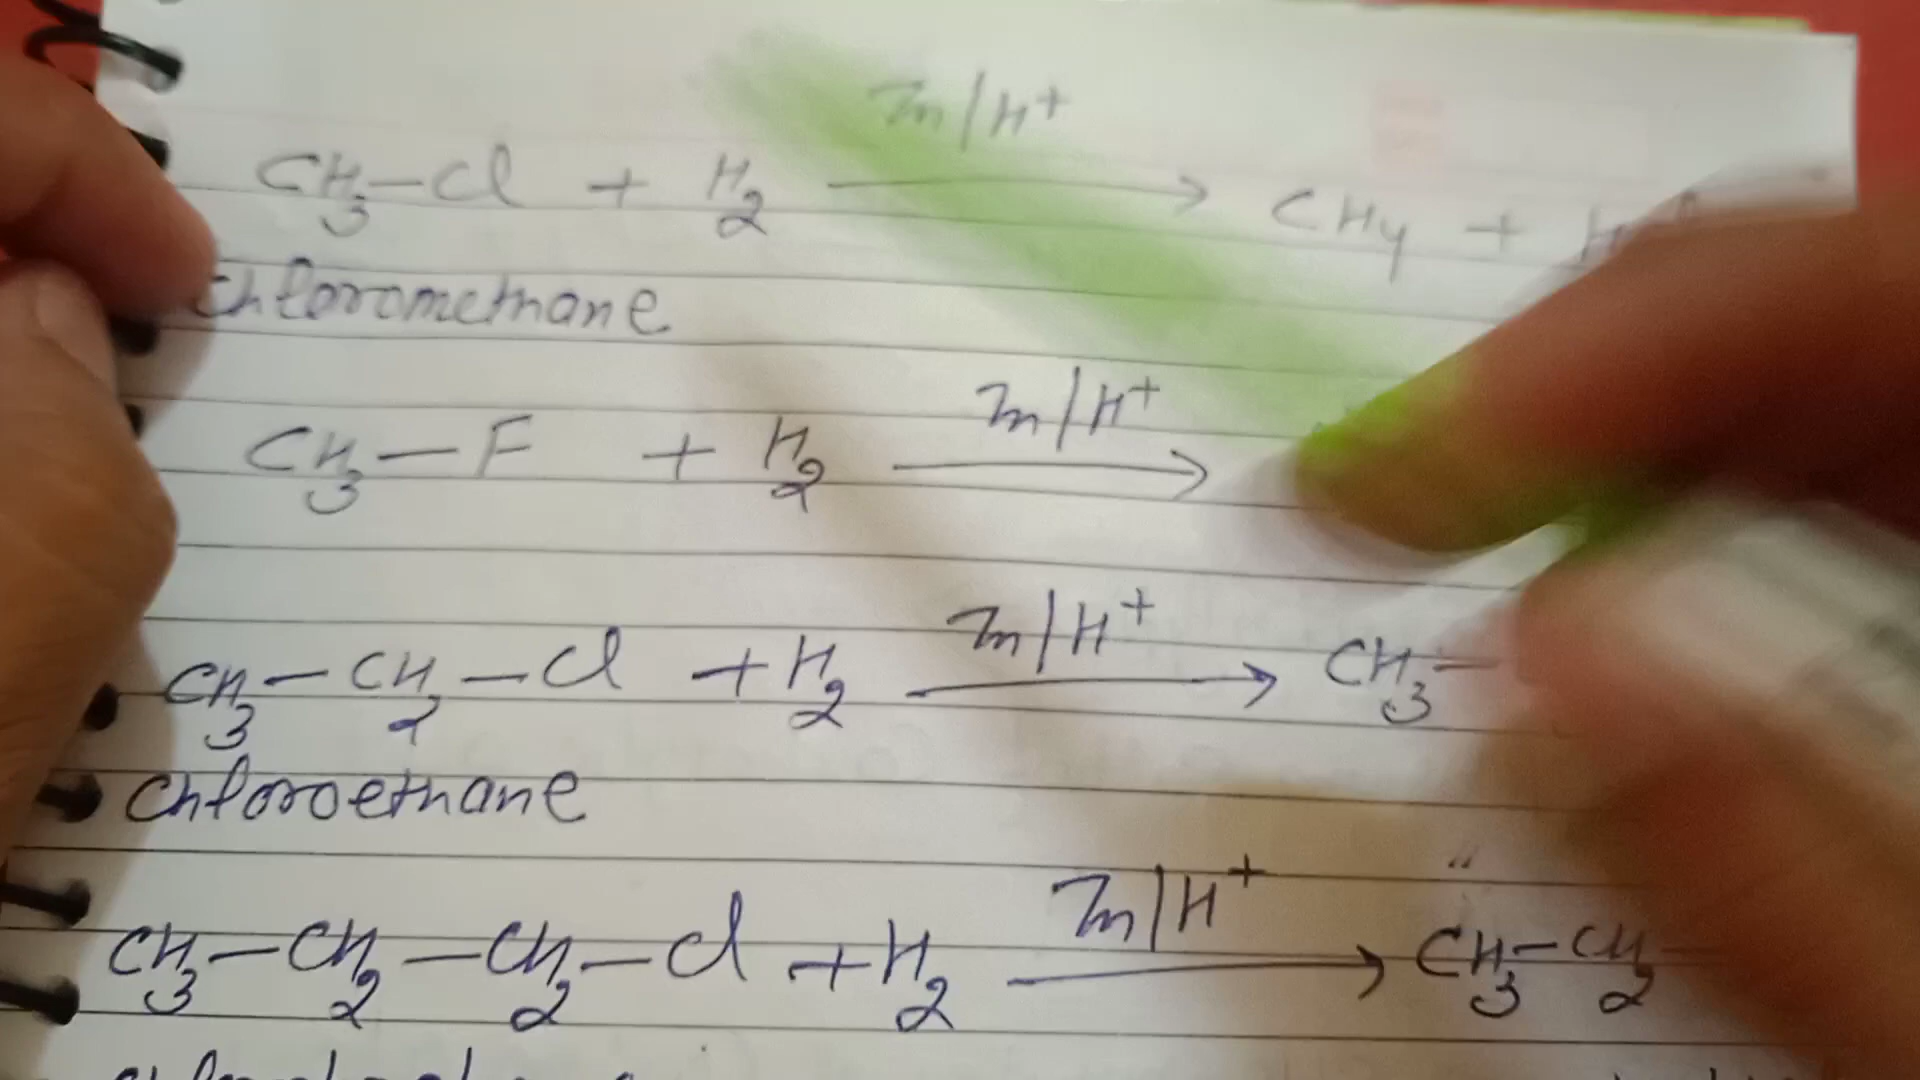 Zn/H⁺
CH₃–Cl + H₂ → CH₄ +
Chloromethane
Zn/H⁺
CH₃–F + H₂ →
Zn/H⁺
CH₃–CH₂–Cl + H₂ → CH₃–
Chloroethane
Zn/H⁺
CH₃–CH₂–CH₂–Cl + H₂ → CH₃–CH₂